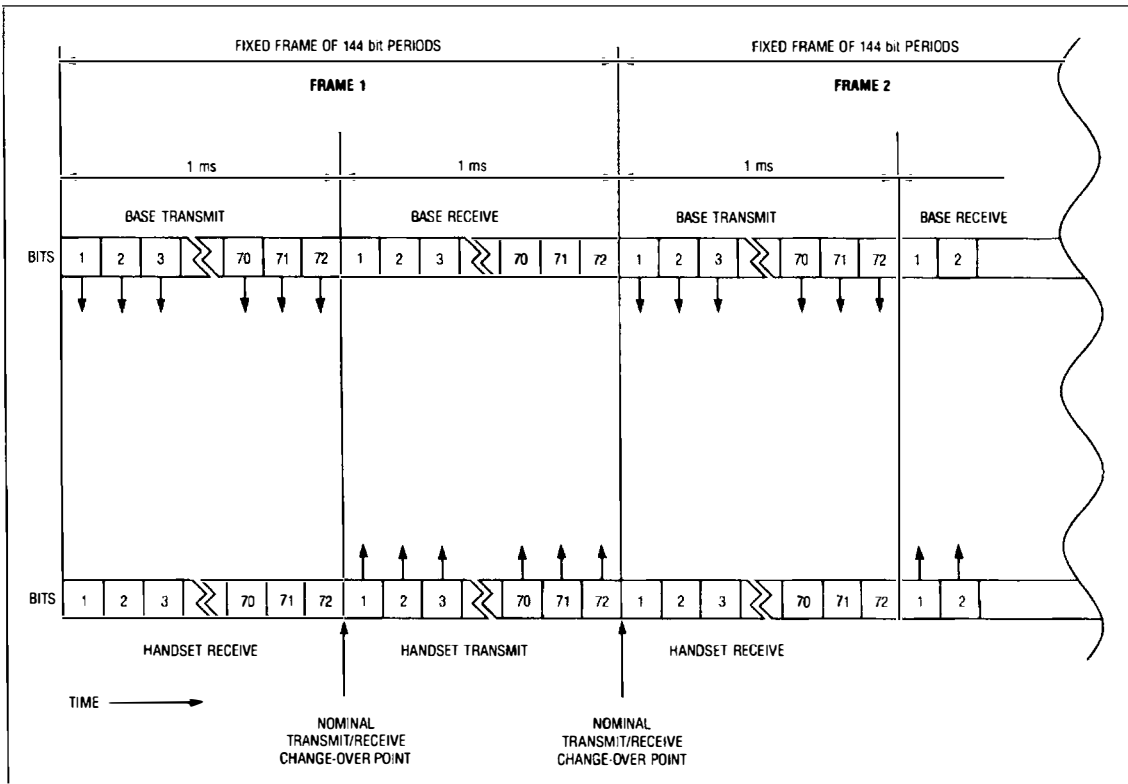 FIXED FRAME OF 144 bit PERIODS FIXED FRAME OF 144 bit PERIODS
FRAME 1 FRAME 2
1 ms 1 ms 1 ms
BASE TRANSMIT BASE RECEIVE BASE TRANSMIT BASE RECEIVE
BITS 1 2 3 70 71 72 1 2 3 70 71 72 1 2 3 70 71 72 1 2
BITS 1 2 3 70 71 72 1 2 3 70 71 72 1 2 3 70 71 72 1 2
HANDSET RECEIVE HANDSET TRANSMIT HANDSET RECEIVE
TIME
NOMINAL NOMINAL
TRANSMIT/RECEIVE TRANSMIT/RECEIVE
CHANGE-OVER POINT CHANGE-OVER POINT